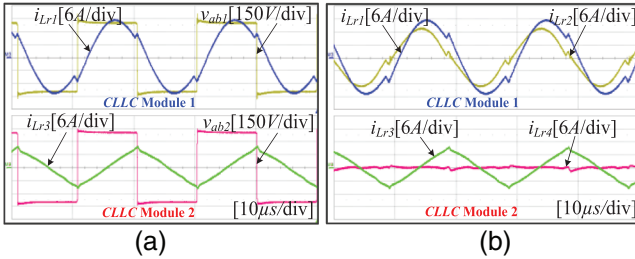 iLr1[6A/div]
vab1[150V/div]
CLLC Module 1
iLr3[6A/div]
vab2[150V/div]
CLLC Module 2
[10μs/div]
(a)
iLr1[6A/div]
iLr2[6A/div]
CLLC Module 1
iLr3[6A/div]
iLr4[6A/div]
CLLC Module 2
[10μs/div]
(b)